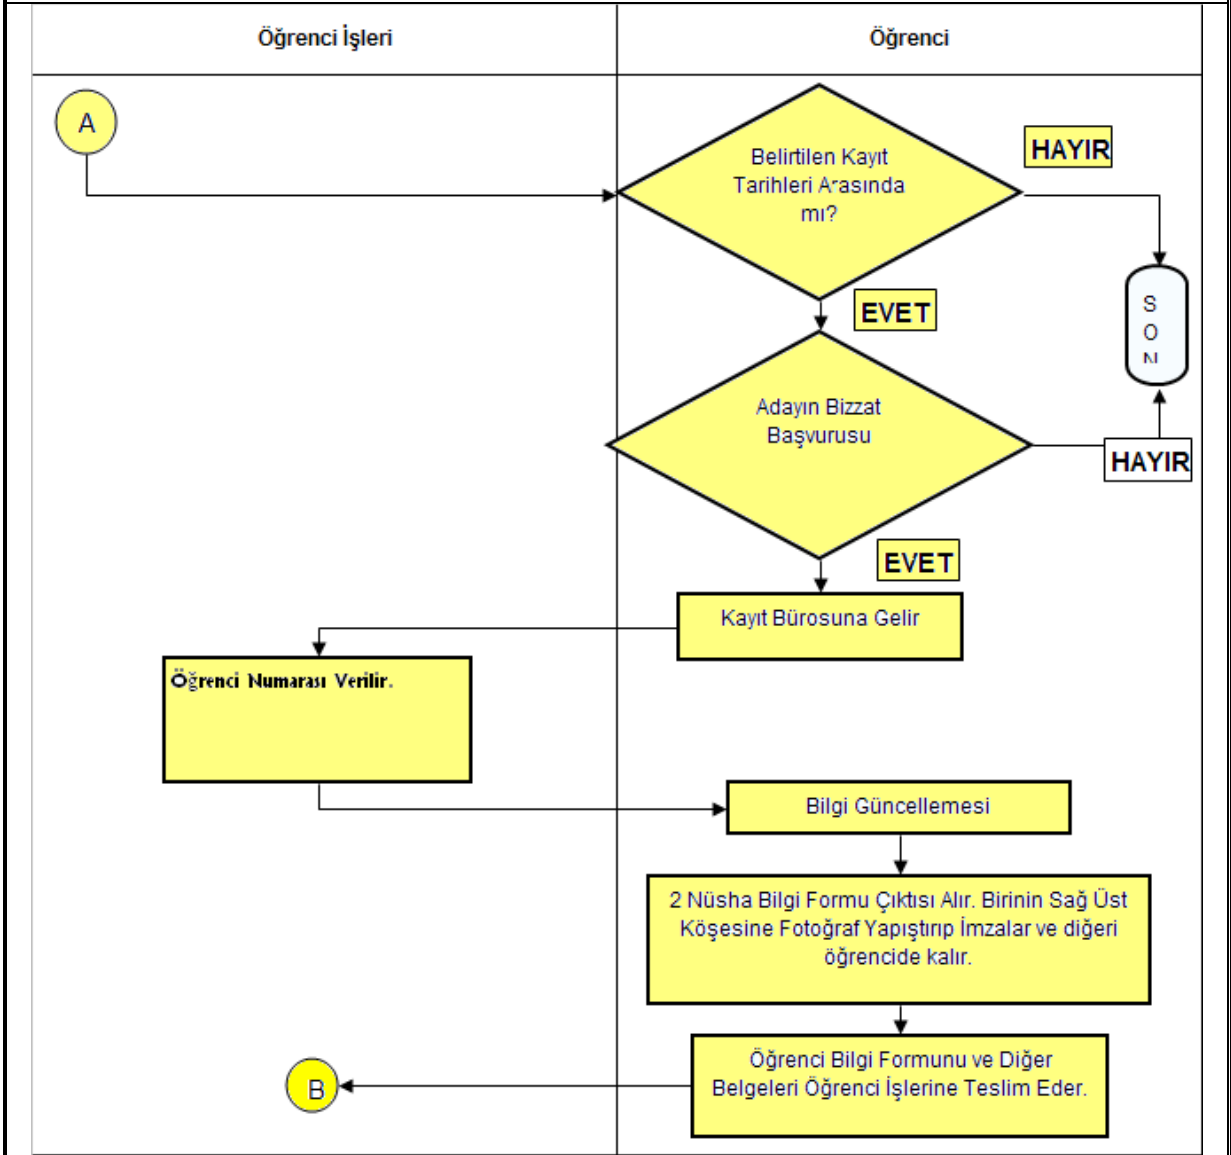 Öğrenci İşleri
Öğrenci
A
Belirtilen Kayıt
Tarihleri Arasında
mı?
HAYIR
EVET
S
O
N
Adayın Bizzat
Başvurusu
HAYIR
EVET
Kayıt Bürosuna Gelir
Öğrenci Numarası Verilir.
Bilgi Güncellemesi
2 Nüsha Bilgi Formu Çıktısı Alır. Birinin Sağ Üst
Köşesine Fotoğraf Yapıştırıp İmzalar ve diğeri
öğrencide kalır.
Öğrenci Bilgi Formunu ve Diğer
Belgeleri Öğrenci İşlerine Teslim Eder.
B